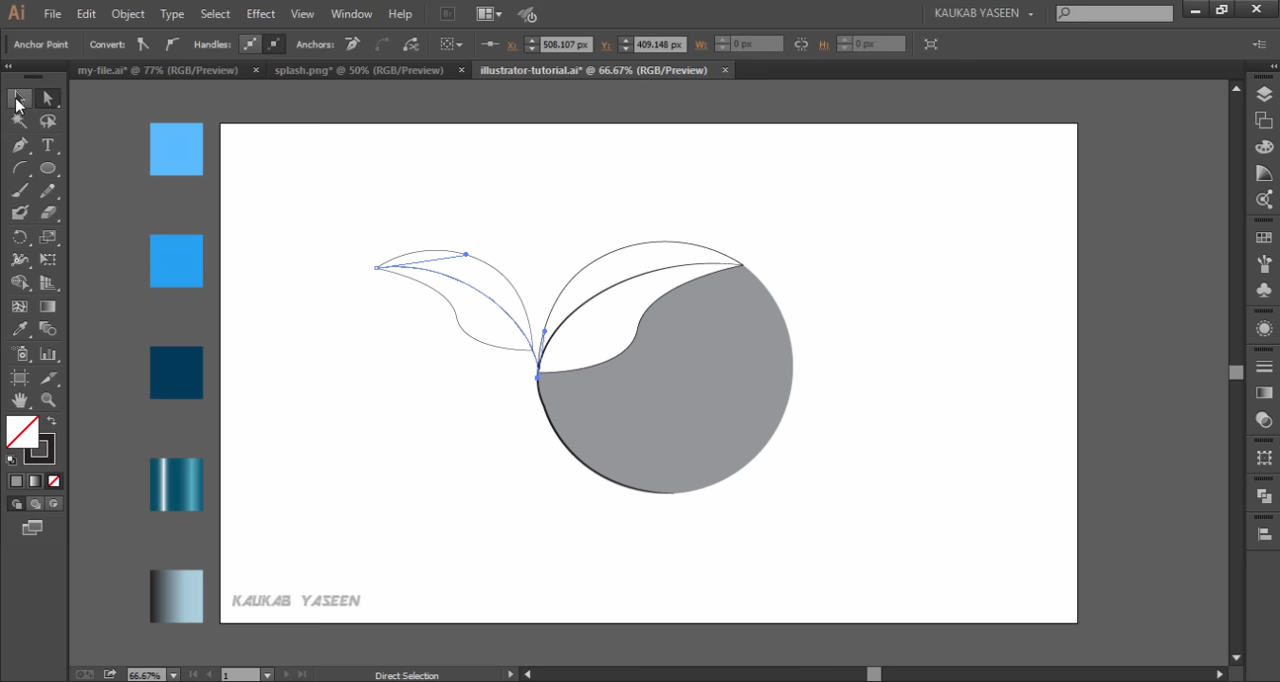 Ai File Edit Object Type Select Effect View Window Help Br KAUKAB YASEEN
Anchor Point Convert: Handles: Anchors: X: 508.107 px Y: 409.148 px W: 0 px H: 0 px
my-file.ai* @ 77% (RGB/Preview) × splash.png* @ 50% (RGB/Preview) × illustrator-tutorial.ai* @ 66.67% (RGB/Preview) ×
T
KAUKAB YASEEN
66.67% 1 Direct Selection